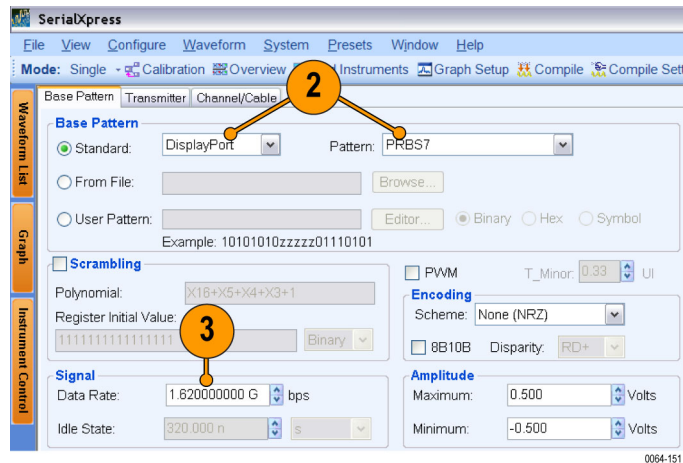 SerialXpress
File View Configure Waveform System Presets Window Help
Mode: Single Calibration Overview Instruments Graph Setup Compile Compile Sett
Base Pattern Transmitter Channel/Cable
2
Waveform List
Graph
Instrument Control
Base Pattern
Standard: DisplayPort Pattern: PRBS7
From File: Browse...
User Pattern: Editor... Binary Hex Symbol
Example: 10101010zzzzz01110101
Scrambling
Polynomial: X16+X5+X4+X3+1
Register Initial Value:
1111111111111111 Binary
3
PWM T_Minor: 0.33 UI
Encoding
Scheme: None (NRZ)
8B10B Disparity: RD+
Signal
Data Rate: 1.620000000 G bps
Idle State: 320.000 n s
Amplitude
Maximum: 0.500 Volts
Minimum: -0.500 Volts
0064-151